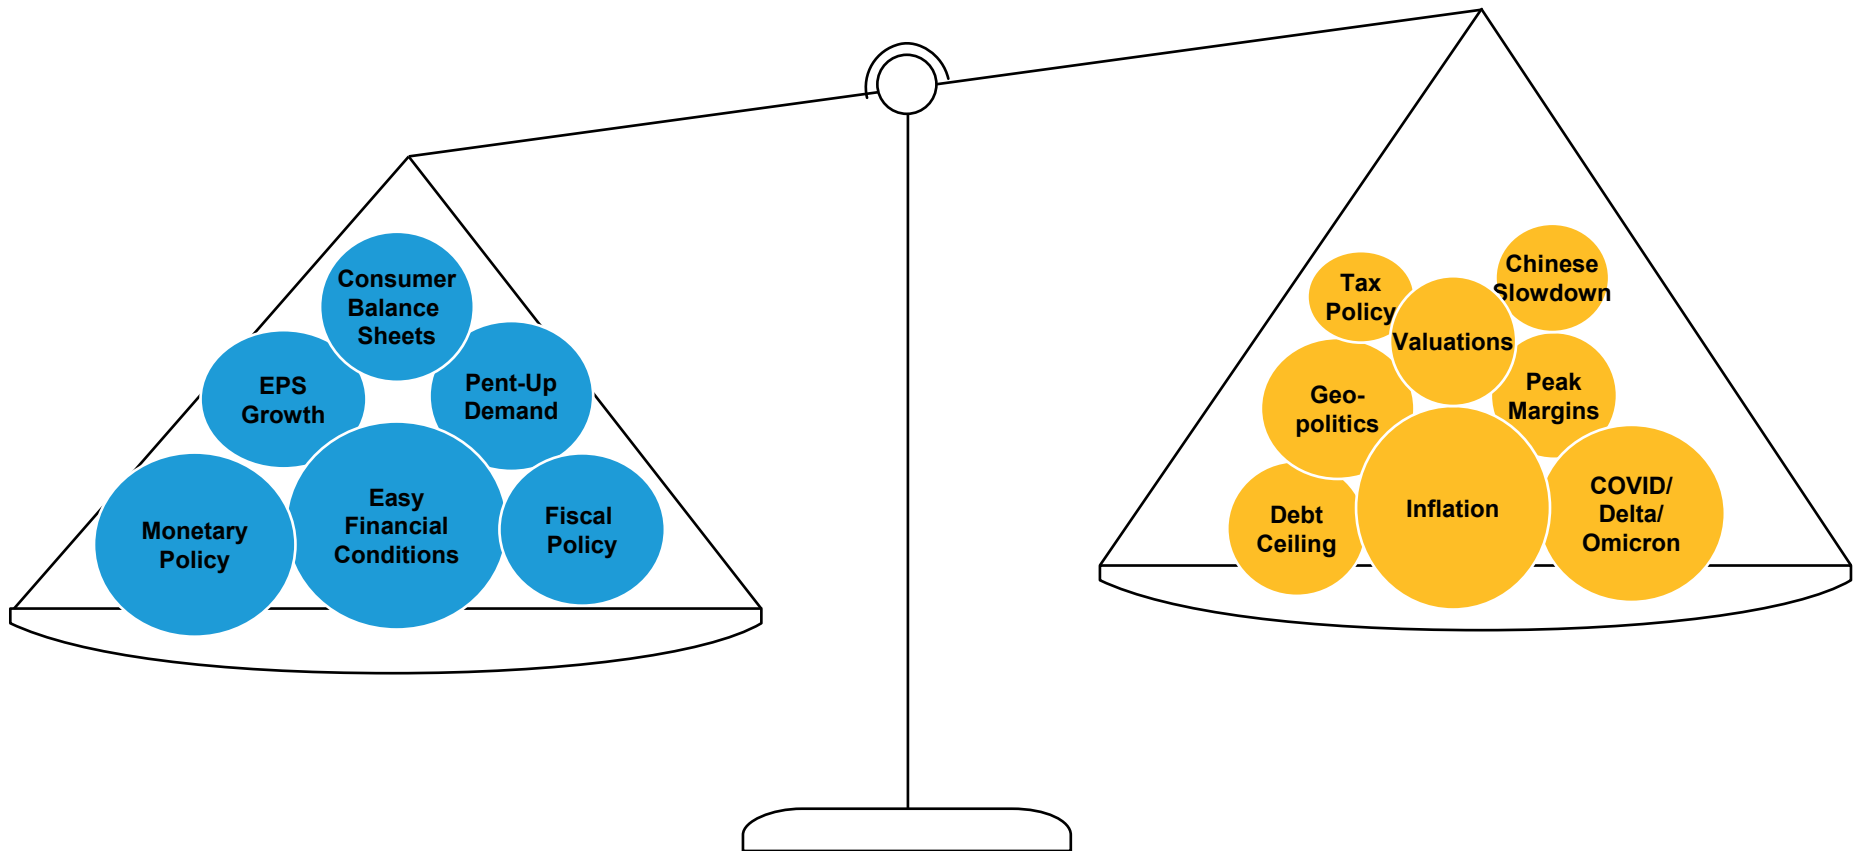 Consumer
Balance
Sheets
EPS
Growth
Pent-Up
Demand
Monetary
Policy
Easy
Financial
Conditions
Fiscal
Policy
Tax
Policy
Valuations
Chinese
Slowdown
Geo-
politics
Peak
Margins
Debt
Ceiling
Inflation
COVID/
Delta/
Omicron